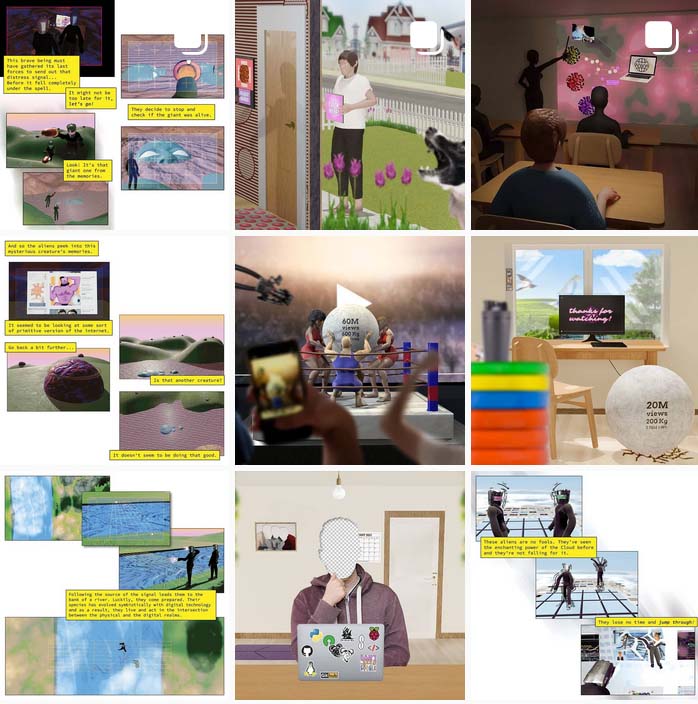 This brave being must
have gathered its last
forces to send out that
distress signal...
Before it fell completely
under the spell.
It might not be
too late for it,
let's go!
Look! It's that
giant one from
the memories.
They decide to stop and
check if the giant was alive.
And so the aliens peek into this
mysterious creature's memories.
It seemed to be looking at some sort
of primitive version of the internet.
Go back a bit further...
Is that another creature?
It doesn't seem to be doing that good.
60M
views
600 Kg
thanks for
watching!
20M
views
200 Kg
Following the source of the signal leads them to the
bank of a river. Luckily, they come prepared. Their
species has evolved symbiotically with digital technology
and as a result, they live and act in the intersection
between the physical and the digital realms.
These aliens are no fools. They've seen
the enchanting power of the Cloud before
and they're not falling for it.
They lose no time and jump through!